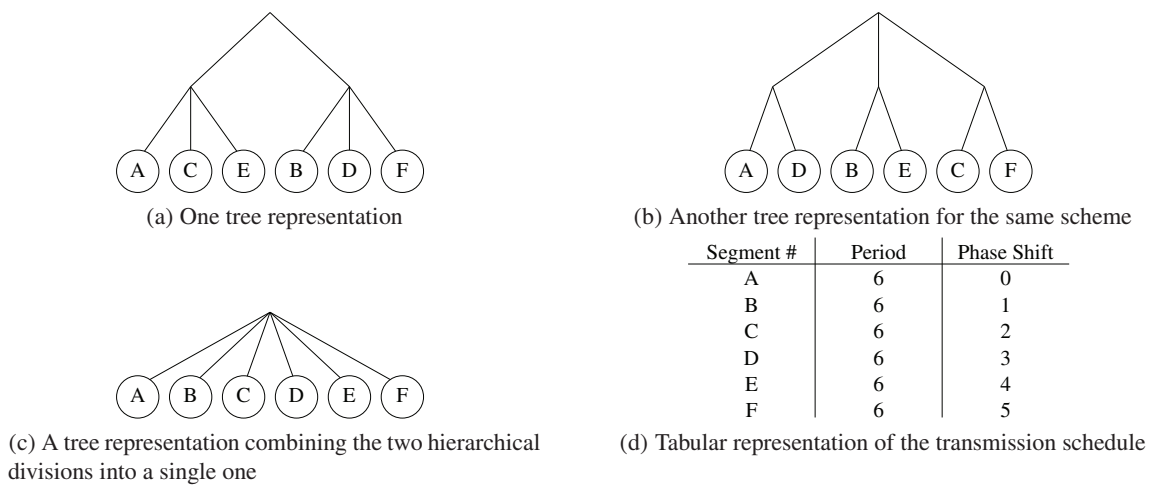 A C E B D F
(a) One tree representation
A D B E C F
(b) Another tree representation for the same scheme
A B C D E F
(c) A tree representation combining the two hierarchical
divisions into a single one
Segment # Period Phase Shift
A 6 0
B 6 1
C 6 2
D 6 3
E 6 4
F 6 5
(d) Tabular representation of the transmission schedule